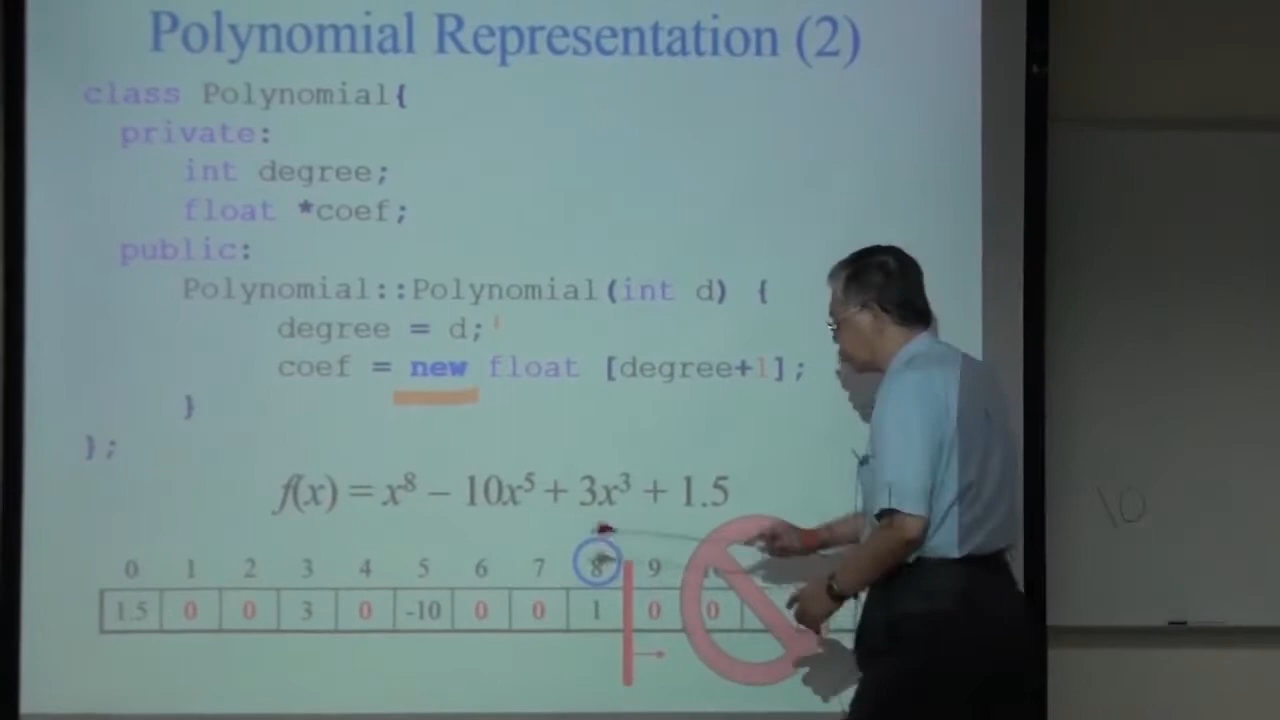 Polynomial Representation (2)
class Polynomial{
private:
int degree;
float *coef;
public:
Polynomial::Polynomial(int d) {
degree = d;
coef = new float [degree+1];
}
};
f(x) = x⁸ – 10x⁵ + 3x³ + 1.5
0 1 2 3 4 5 6 7 8 9
1.5 0 0 3 0 -10 0 0 1 0 0
10